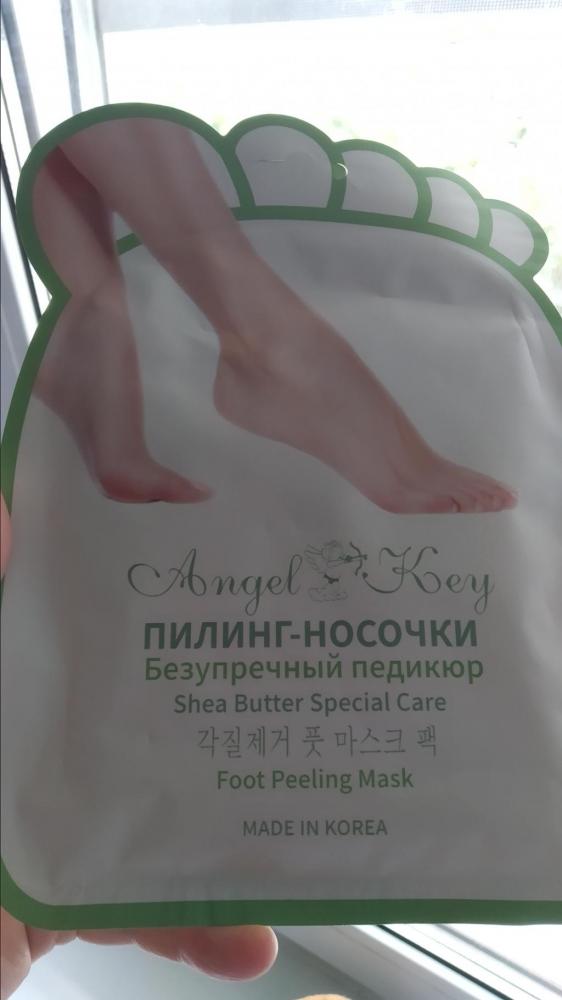 Angel Key
ПИЛИНГ-НОСОЧКИ
Безупречный педикюр
Shea Butter Special Care
각질제거 풋 마스크 팩
Foot Peeling Mask
MADE IN KOREA